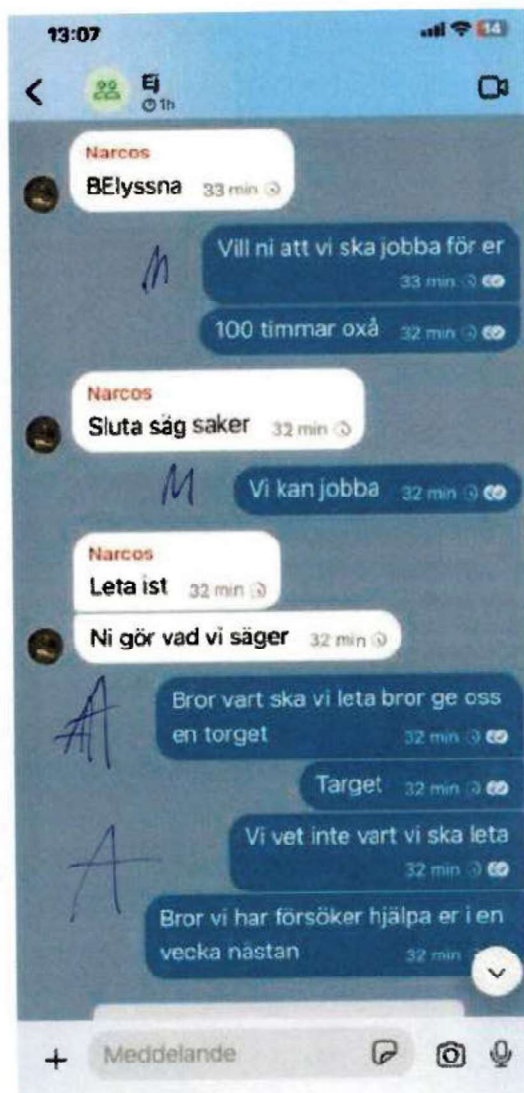 13:07
14
Ej
1h
Narcos
BElyssna 33 min
M
Vill ni att vi ska jobba för er
33 min
100 timmar oxå 32 min
Narcos
Sluta säg saker 32 min
M
Vi kan jobba 32 min
Narcos
Leta ist 32 min
Ni gör vad vi säger 32 min
A
Bror vart ska vi leta bror ge oss
en torget 32 min
Target 32 min
Vi vet inte vart vi ska leta
32 min
A
Bror vi har försöker hjälpa er i en
vecka nästan 32 min
Meddelande